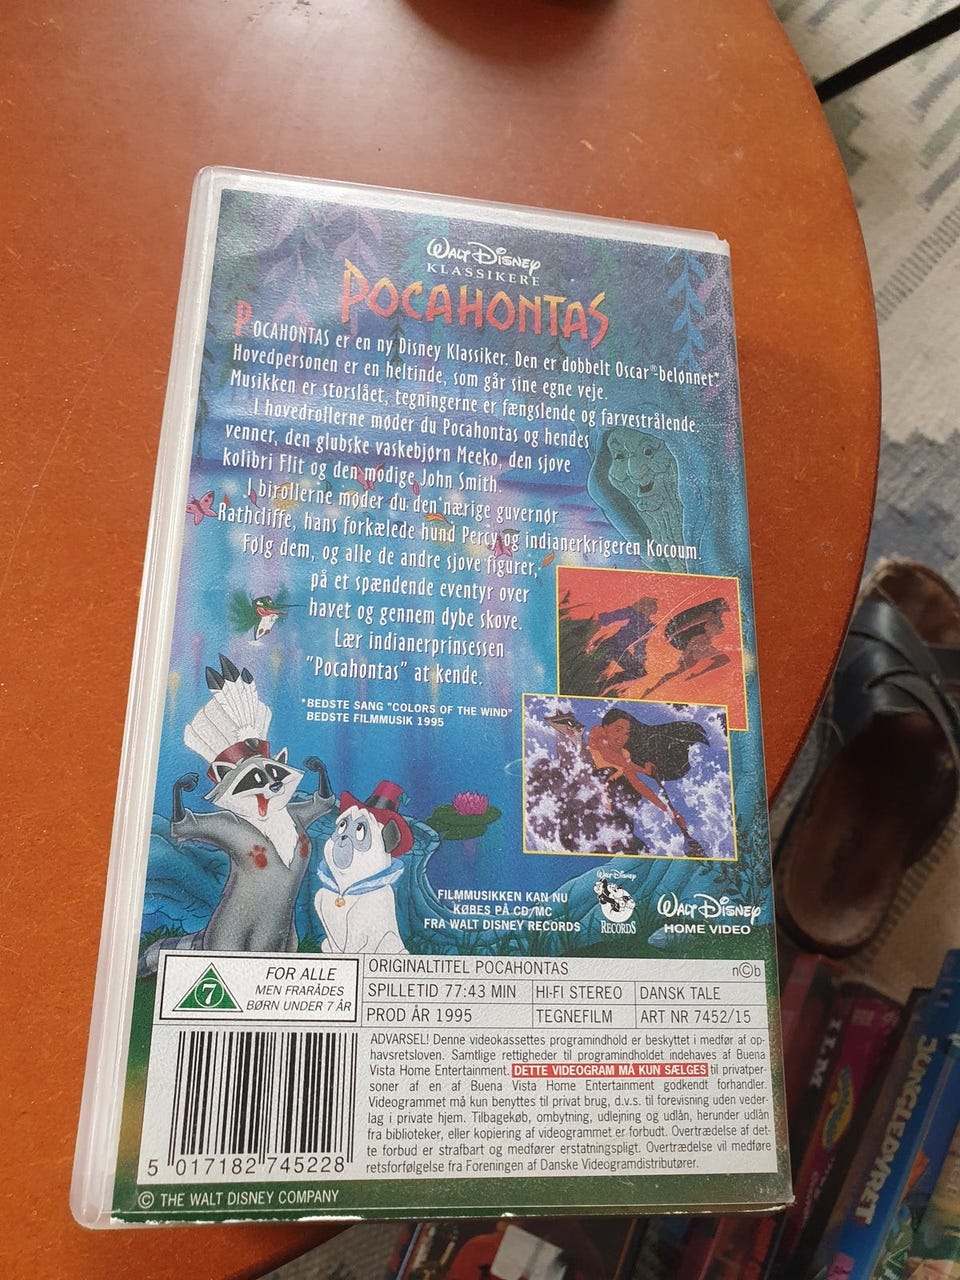 WALT DISNEY
KLASSIKERE
POCAHONTAS
POCAHONTAS er en ny Disney Klassiker. Den er dobbelt Oscar®-belønnet*
Hovedpersonen er en heltinde, som går sine egne veje.
Musikken er storslået, tegningerne er fængslende og farvestrålende.
I hovedrollerne møder du Pocahontas og hendes
venner, den glubske vaskebjørn Meeko, den sjove
kolibri Flit og den modige John Smith.
I birollerne møder du den nærige guvernør
Rathcliffe, hans forkælede hund Percy og indianerkrigeren Kocoum.
Følg dem, og alle de andre sjove figurer,
på et spændende eventyr over
havet og gennem dybe skove.
Lær indianerprinsessen
"Pocahontas" at kende.
*BEDSTE SANG "COLORS OF THE WIND"
BEDSTE FILMMUSIK 1995
FILMMUSIKKEN KAN NU
KØBES PÅ CD/MC
FRA WALT DISNEY RECORDS
Walt Disney
RECORDS
WALT DISNEY
HOME VIDEO
7
FOR ALLE
MEN FRARÅDES
BØRN UNDER 7 ÅR
ORIGINALTITEL POCAHONTAS n©b
SPILLETID 77:43 MIN HI-FI STEREO DANSK TALE
PROD ÅR 1995 TEGNEFILM ART NR 7452/15
ADVARSEL! Denne videokassettes programindhold er beskyttet i medfør af op-
havsretsloven. Samtlige rettigheder til programindholdet indehaves af Buena
Vista Home Entertainment. DETTE VIDEOGRAM MÅ KUN SÆLGES til privatper-
soner af en af Buena Vista Home Entertainment godkendt forhandler.
Videogrammet må kun benyttes til privat brug, d.v.s. til forevisning uden veder-
lag i private hjem. Tilbagekøb, ombytning, udlejning og udlån, herunder udlån
fra biblioteker, eller kopiering af videogrammet er forbudt. Overtrædelse af det-
te forbud er strafbart og medfører erstatningspligt. Overtrædelse vil medføre
retsforfølgelse fra Foreningen af Danske Videogramdistributører.
5 017182 745228
© THE WALT DISNEY COMPANY
JUNGLEDYRET